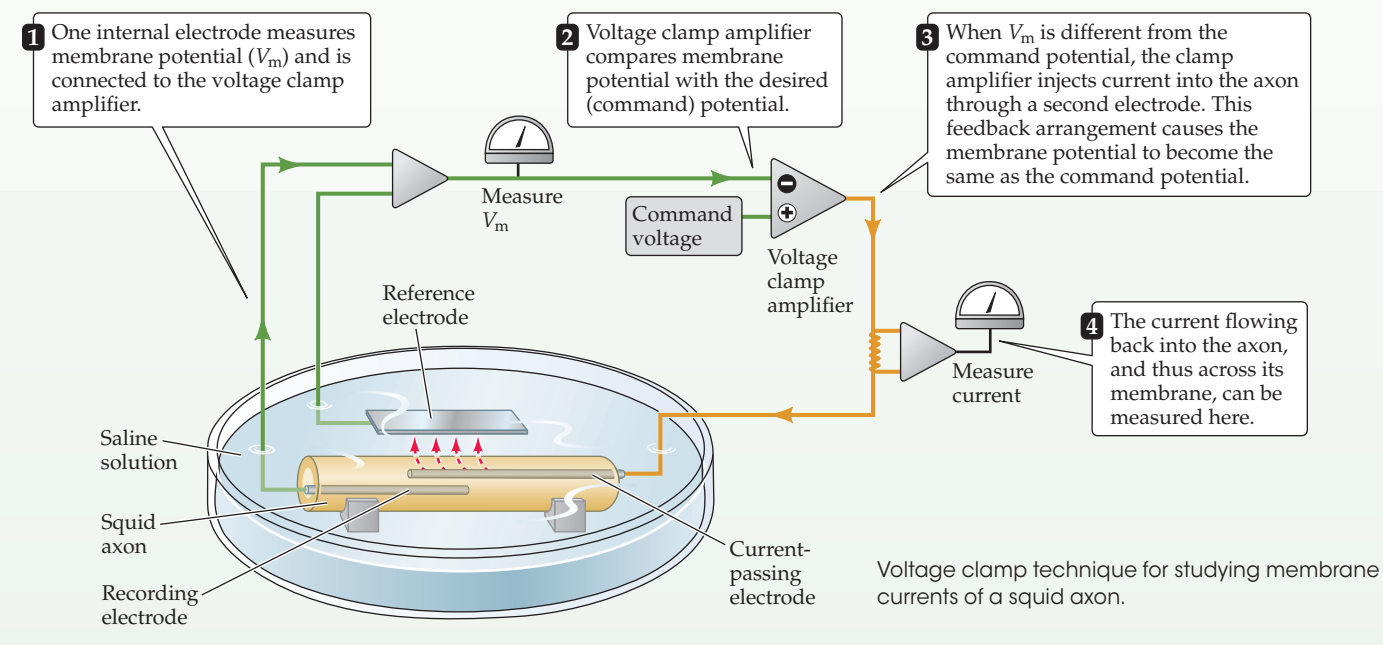 1 One internal electrode measures
membrane potential (Vm) and is
connected to the voltage clamp
amplifier.
2 Voltage clamp amplifier
compares membrane
potential with the desired
(command) potential.
3 When Vm is different from the
command potential, the clamp
amplifier injects current into the axon
through a second electrode. This
feedback arrangement causes the
membrane potential to become the
same as the command potential.
Measure
Vm
Command
voltage
−
+
Voltage
clamp
amplifier
Reference
electrode
4 The current flowing
back into the axon,
and thus across its
membrane, can be
measured here.
Measure
current
Saline
solution
Squid
axon
Recording
electrode
Current-
passing
electrode
Voltage clamp technique for studying membrane
currents of a squid axon.